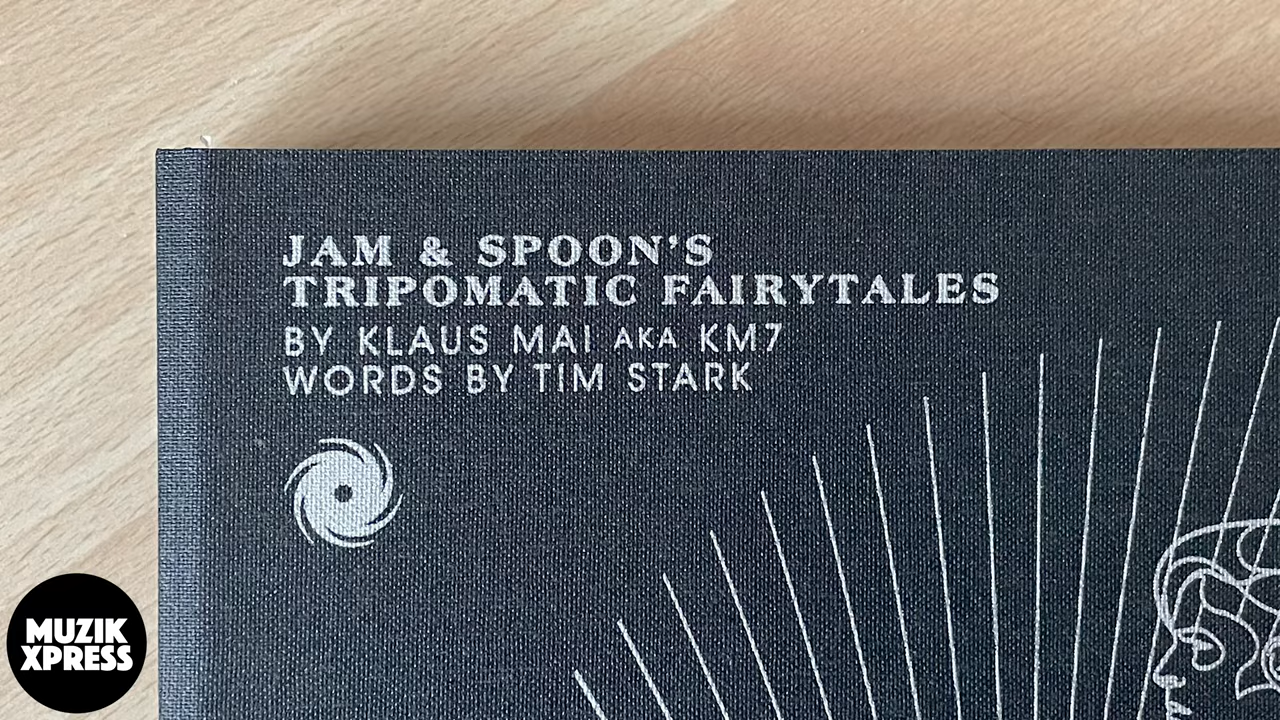 JAM & SPOON'S
TRIPOMATIC FAIRYTALES
BY KLAUS MAI AKA KM7
WORDS BY TIM STARK
MUZIK
XPRESS